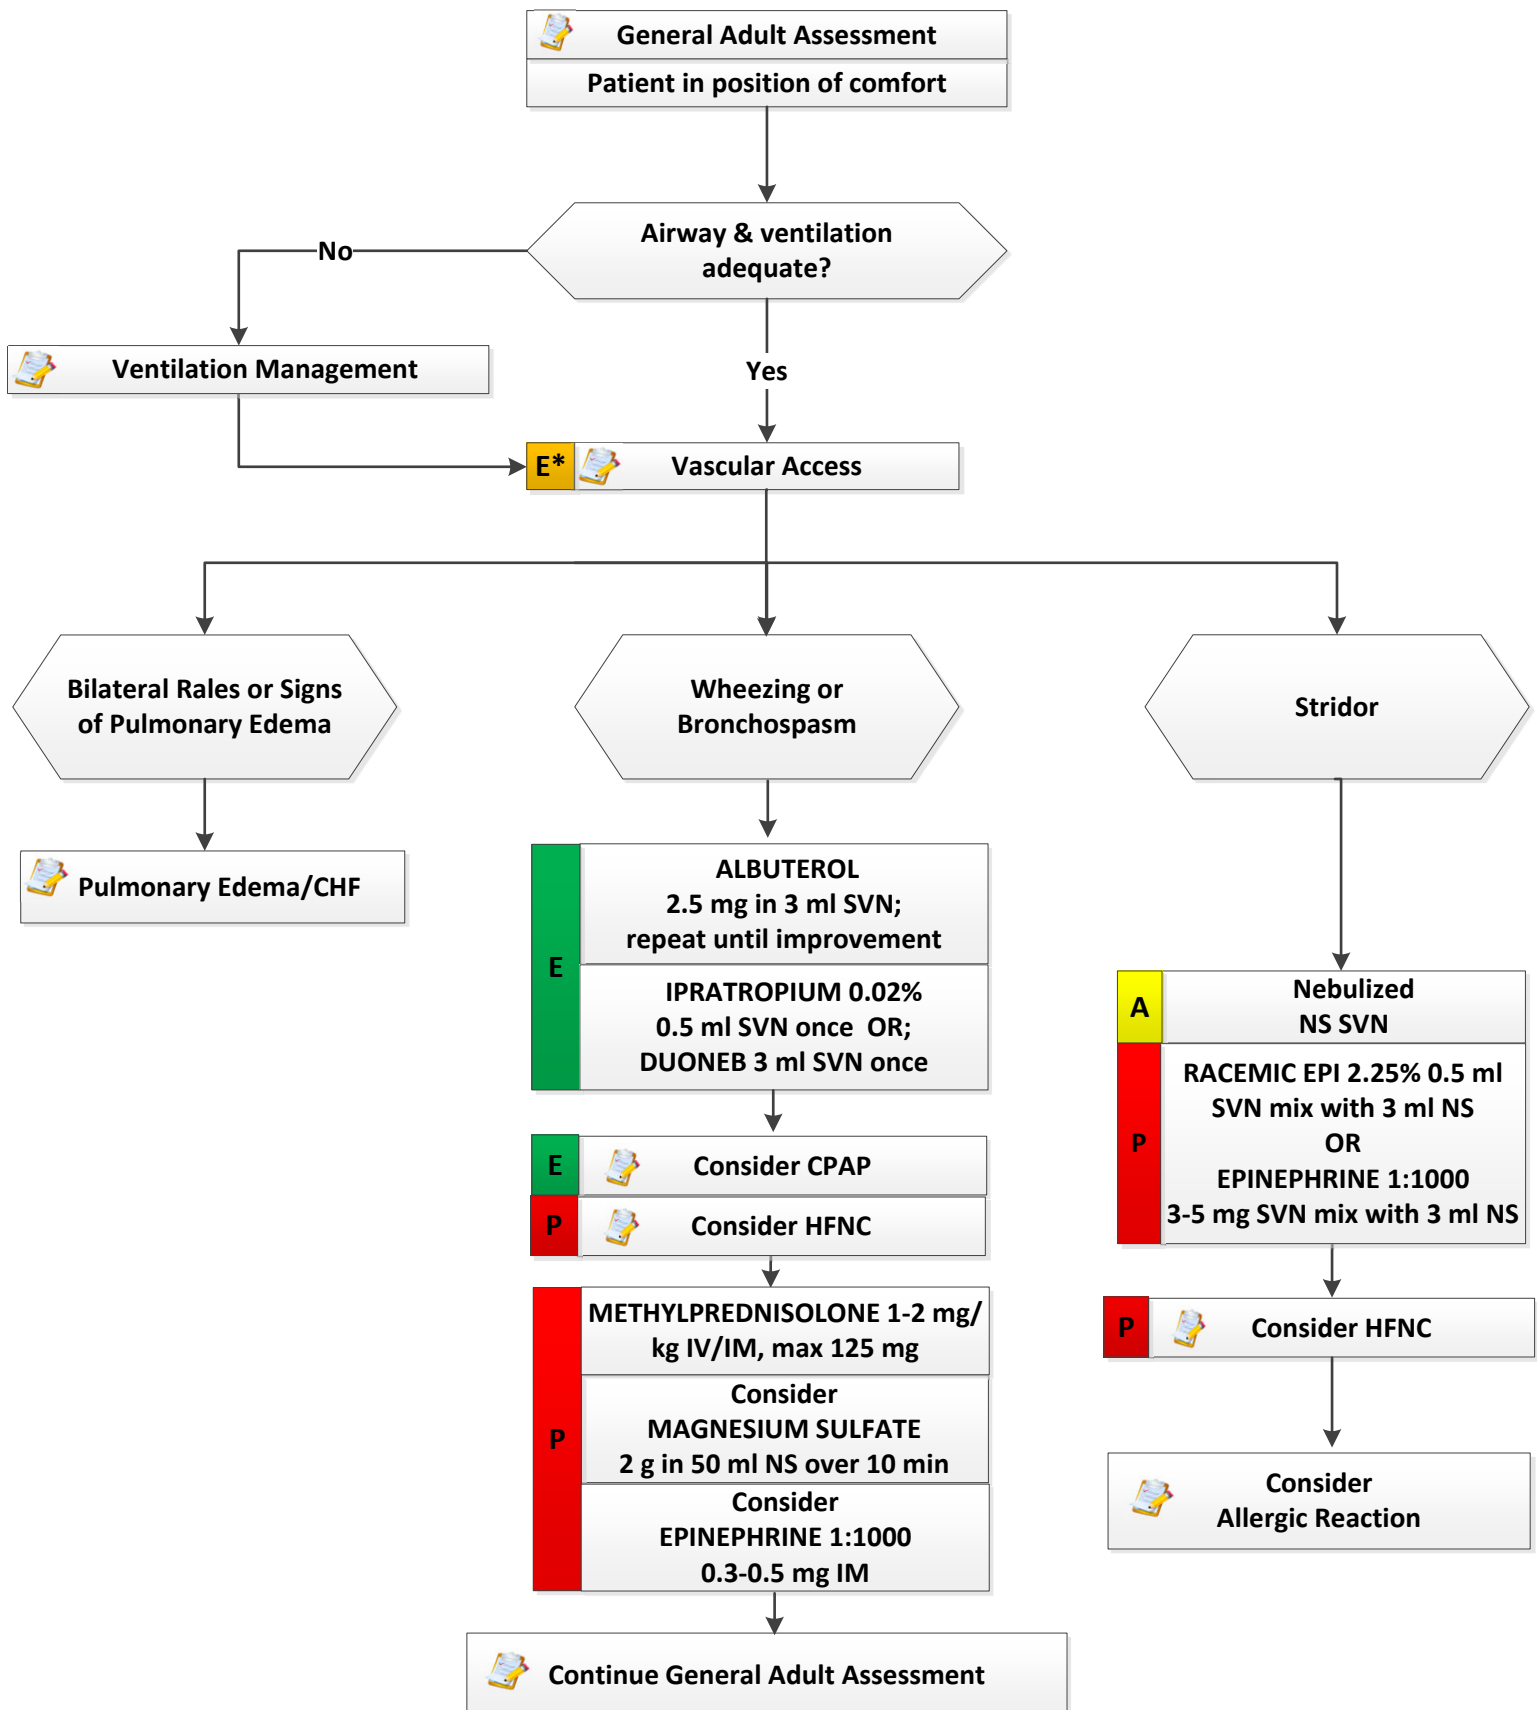 General Adult Assessment
Patient in position of comfort
Airway & ventilation
adequate?
No
Yes
Ventilation Management
E*
Vascular Access
Bilateral Rales or Signs
of Pulmonary Edema
Pulmonary Edema/CHF
Wheezing or
Bronchospasm
E
ALBUTEROL
2.5 mg in 3 ml SVN;
repeat until improvement
IPRATROPIUM 0.02%
0.5 ml SVN once OR;
DUONEB 3 ml SVN once
E
Consider CPAP
P
Consider HFNC
P
METHYLPREDNISOLONE 1-2 mg/
kg IV/IM, max 125 mg
Consider
MAGNESIUM SULFATE
2 g in 50 ml NS over 10 min
Consider
EPINEPHRINE 1:1000
0.3-0.5 mg IM
Continue General Adult Assessment
Stridor
A
Nebulized
NS SVN
P
RACEMIC EPI 2.25% 0.5 ml
SVN mix with 3 ml NS
OR
EPINEPHRINE 1:1000
3-5 mg SVN mix with 3 ml NS
P
Consider HFNC
Consider
Allergic Reaction